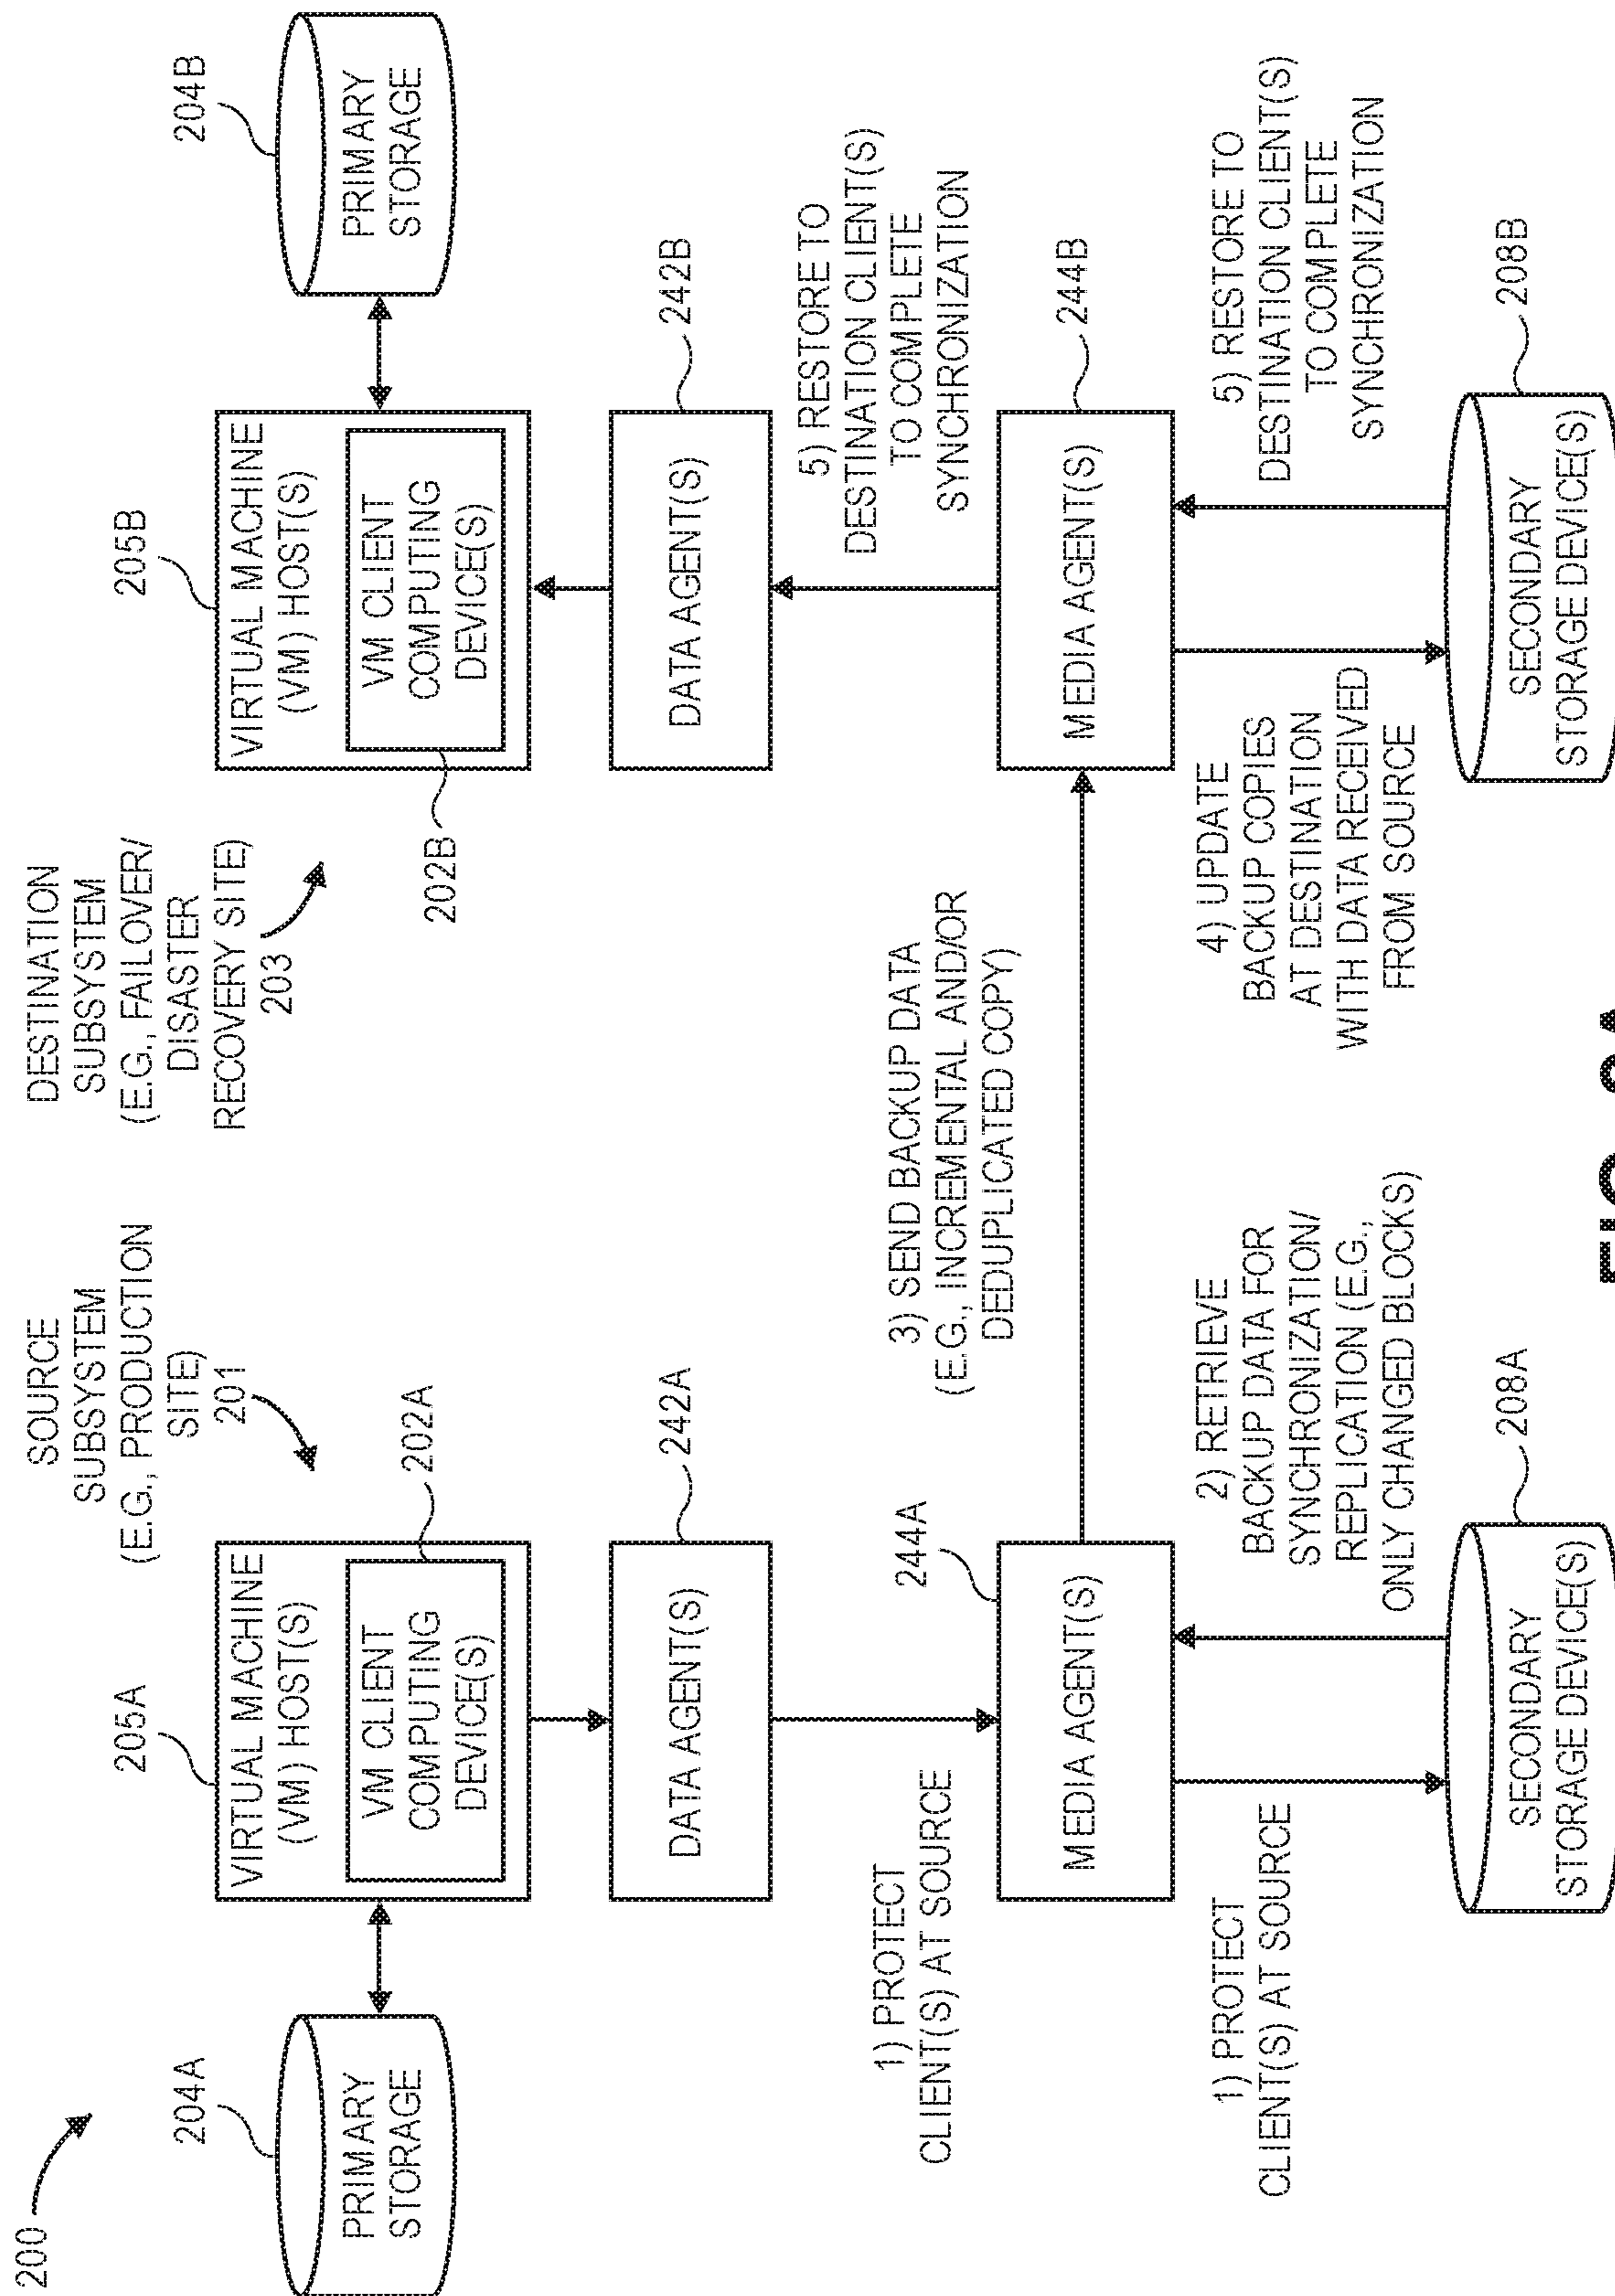 200
204A
PRIMARY
STORAGE
205A
VIRTUAL MACHINE
(VM) HOST(S)
VM CLIENT
COMPUTING
DEVICE(S)
202A
SOURCE
SUBSYSTEM
(E.G., PRODUCTION
SITE)
201
DESTINATION
SUBSYSTEM
(E.G., FAILOVER/
DISASTER
RECOVERY SITE)
203
205B
VIRTUAL MACHINE
(VM) HOST(S)
VM CLIENT
COMPUTING
DEVICE(S)
202B
204B
PRIMARY
STORAGE
DATA AGENT(S)
242A
DATA AGENT(S)
242B
1) PROTECT
CLIENT(S) AT SOURCE
244A
3) SEND BACKUP DATA
(E.G., INCREMENTAL AND/OR
DEDUPLICATED COPY)
5) RESTORE TO
DESTINATION CLIENT(S)
TO COMPLETE
SYNCHRONIZATION
MEDIA AGENT(S)
MEDIA AGENT(S)
244B
1) PROTECT
CLIENT(S) AT SOURCE
2) RETRIEVE
BACKUP DATA FOR
SYNCHRONIZATION/
REPLICATION (E.G.,
ONLY CHANGED BLOCKS)
4) UPDATE
BACKUP COPIES
AT DESTINATION
WITH DATA RECEIVED
FROM SOURCE
5) RESTORE TO
DESTINATION CLIENT(S)
TO COMPLETE
SYNCHRONIZATION
SECONDARY
STORAGE DEVICE(S)
208A
SECONDARY
STORAGE DEVICE(S)
208B